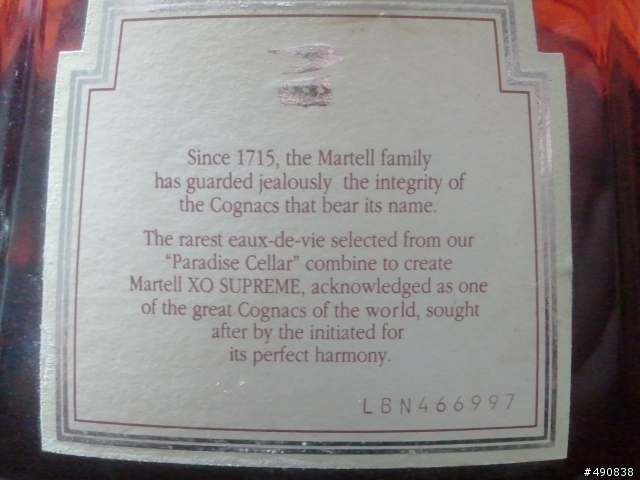 Since 1715, the Martell family
has guarded jealously the integrity of
the Cognacs that bear its name.
The rarest eaux-de-vie selected from our
"Paradise Cellar" combine to create
Martell XO SUPREME, acknowledged as one
of the great Cognacs of the world, sought
after by the initiated for
its perfect harmony.
LBN466997
#490838